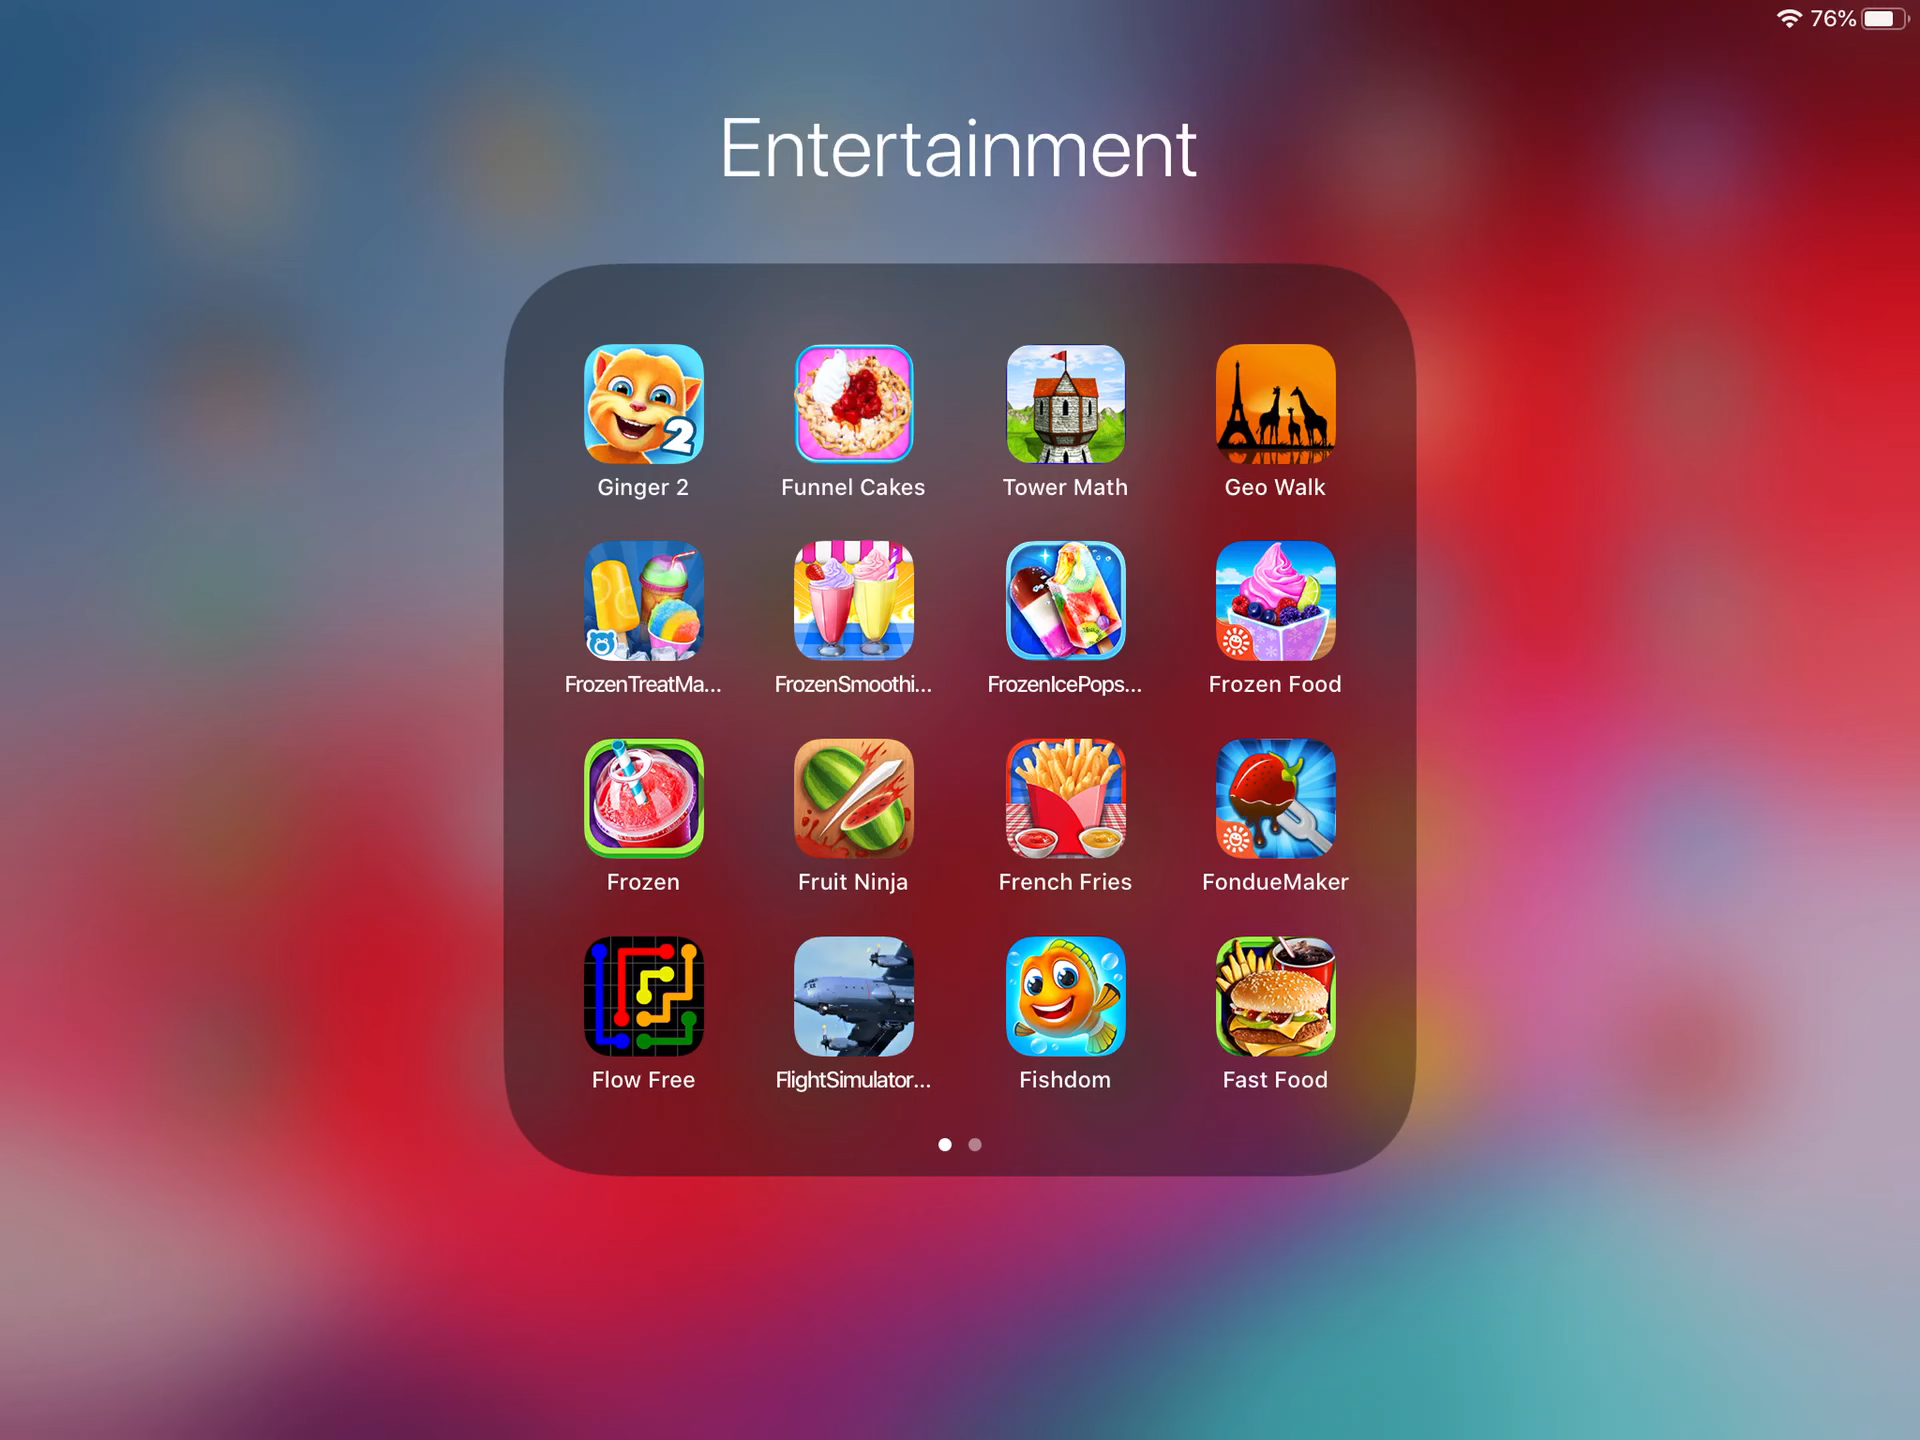 76%
Entertainment
2
Ginger 2
Funnel Cakes
Tower Math
Geo Walk
FrozenTreatMa...
FrozenSmoothi...
FrozenIcePops...
Frozen Food
Frozen
Fruit Ninja
French Fries
FondueMaker
Flow Free
FlightSimulator...
Fishdom
Fast Food